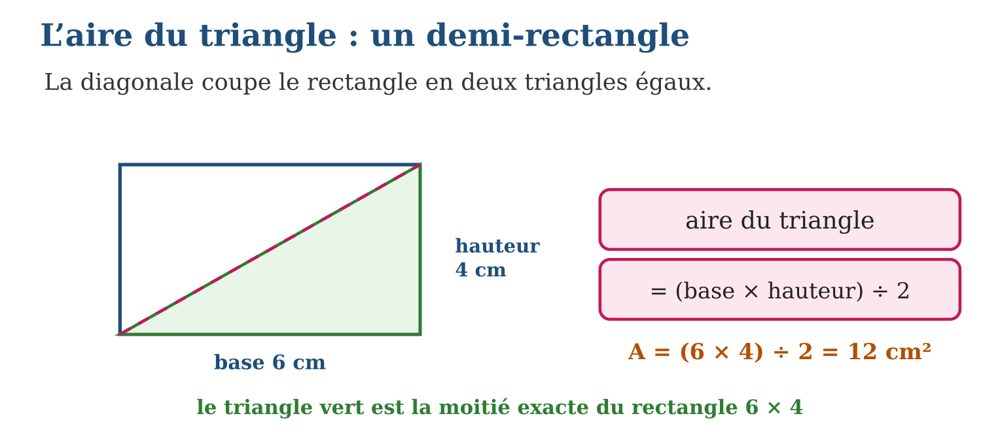 L’aire du triangle : un demi-rectangle
La diagonale coupe le rectangle en deux triangles égaux.
hauteur
4 cm
base 6 cm
aire du triangle
= (base × hauteur) ÷ 2
A = (6 × 4) ÷ 2 = 12 cm²
le triangle vert est la moitié exacte du rectangle 6 × 4